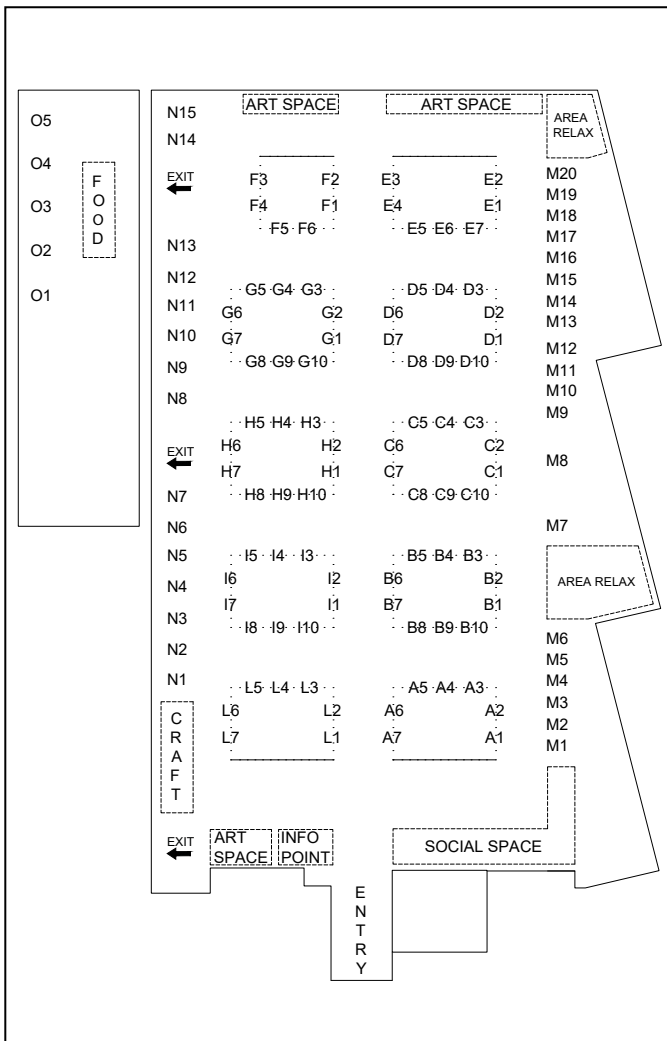 ART SPACE
ART SPACE
AREA
RELAX
O5
O4
O3
O2
O1
FOOD
N15
N14
EXIT
N13
N12
N11
N10
N9
N8
EXIT
N7
N6
N5
N4
N3
N2
N1
CRAFT
EXIT
F3 F2
F4 F1
F5 F6
E3 E2
E4 E1
E5 E6 E7
G5 G4 G3
G6 G2
G7 G1
G8 G9 G10
D5 D4 D3
D6 D2
D7 D1
D8 D9 D10
H5 H4 H3
H6 H2
H7 H1
H8 H9 H10
C5 C4 C3
C6 C2
C7 C1
C8 C9 C10
I5 I4 I3
I6 I2
I7 I1
I8 I9 I10
B5 B4 B3
B6 B2
B7 B1
B8 B9 B10
L5 L4 L3
L6 L2
L7 L1
A5 A4 A3
A6 A2
A7 A1
M20
M19
M18
M17
M16
M15
M14
M13
M12
M11
M10
M9
M8
M7
AREA RELAX
M6
M5
M4
M3
M2
M1
ART
SPACE
INFO
POINT
SOCIAL SPACE
ENTRY